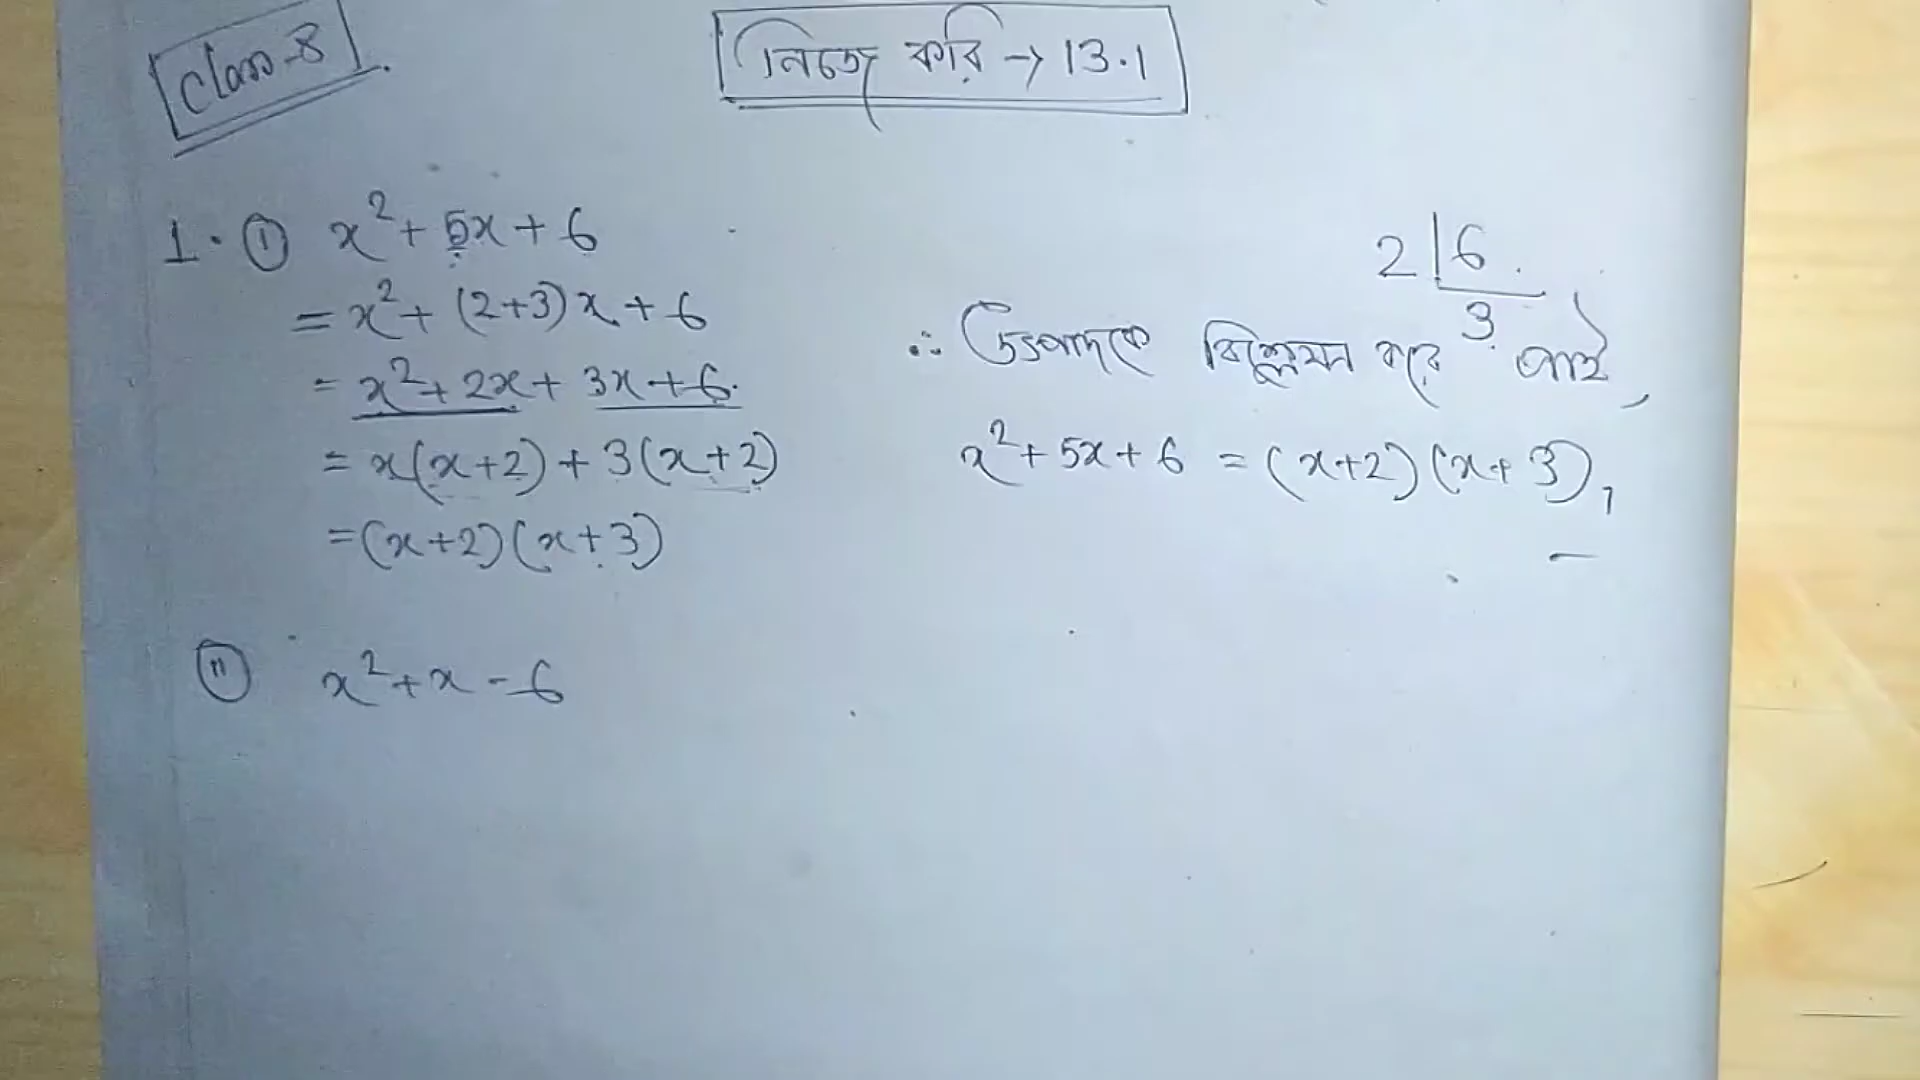 Class-8
নিজে করি → 13.1
1. (i) x² + 5x + 6
= x² + (2+3)x + 6
= x² + 2x + 3x + 6.
= x(x+2) + 3(x+2)
= (x+2)(x+3)
2 | 6
3
∴ উৎপাদকে বিশ্লেষণ করে পাই,
x² + 5x + 6 = (x+2)(x+3),
(ii) x² + x - 6